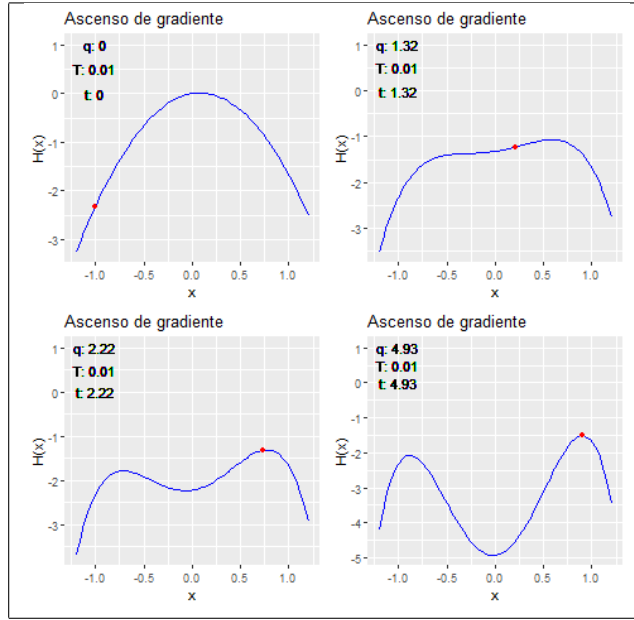 Ascenso de gradiente
q: 0
T: 0.01
t: 0
1
0
-1
-2
-3
H(x)
-1.0 -0.5 0.0 0.5 1.0
x
Ascenso de gradiente
q: 1.32
T: 0.01
t: 1.32
1
0
-1
-2
-3
H(x)
-1.0 -0.5 0.0 0.5 1.0
x
Ascenso de gradiente
q: 2.22
T: 0.01
t: 2.22
1
0
-1
-2
-3
H(x)
-1.0 -0.5 0.0 0.5 1.0
x
Ascenso de gradiente
q: 4.93
T: 0.01
t: 4.93
1
0
-1
-2
-3
-4
-5
H(x)
-1.0 -0.5 0.0 0.5 1.0
x